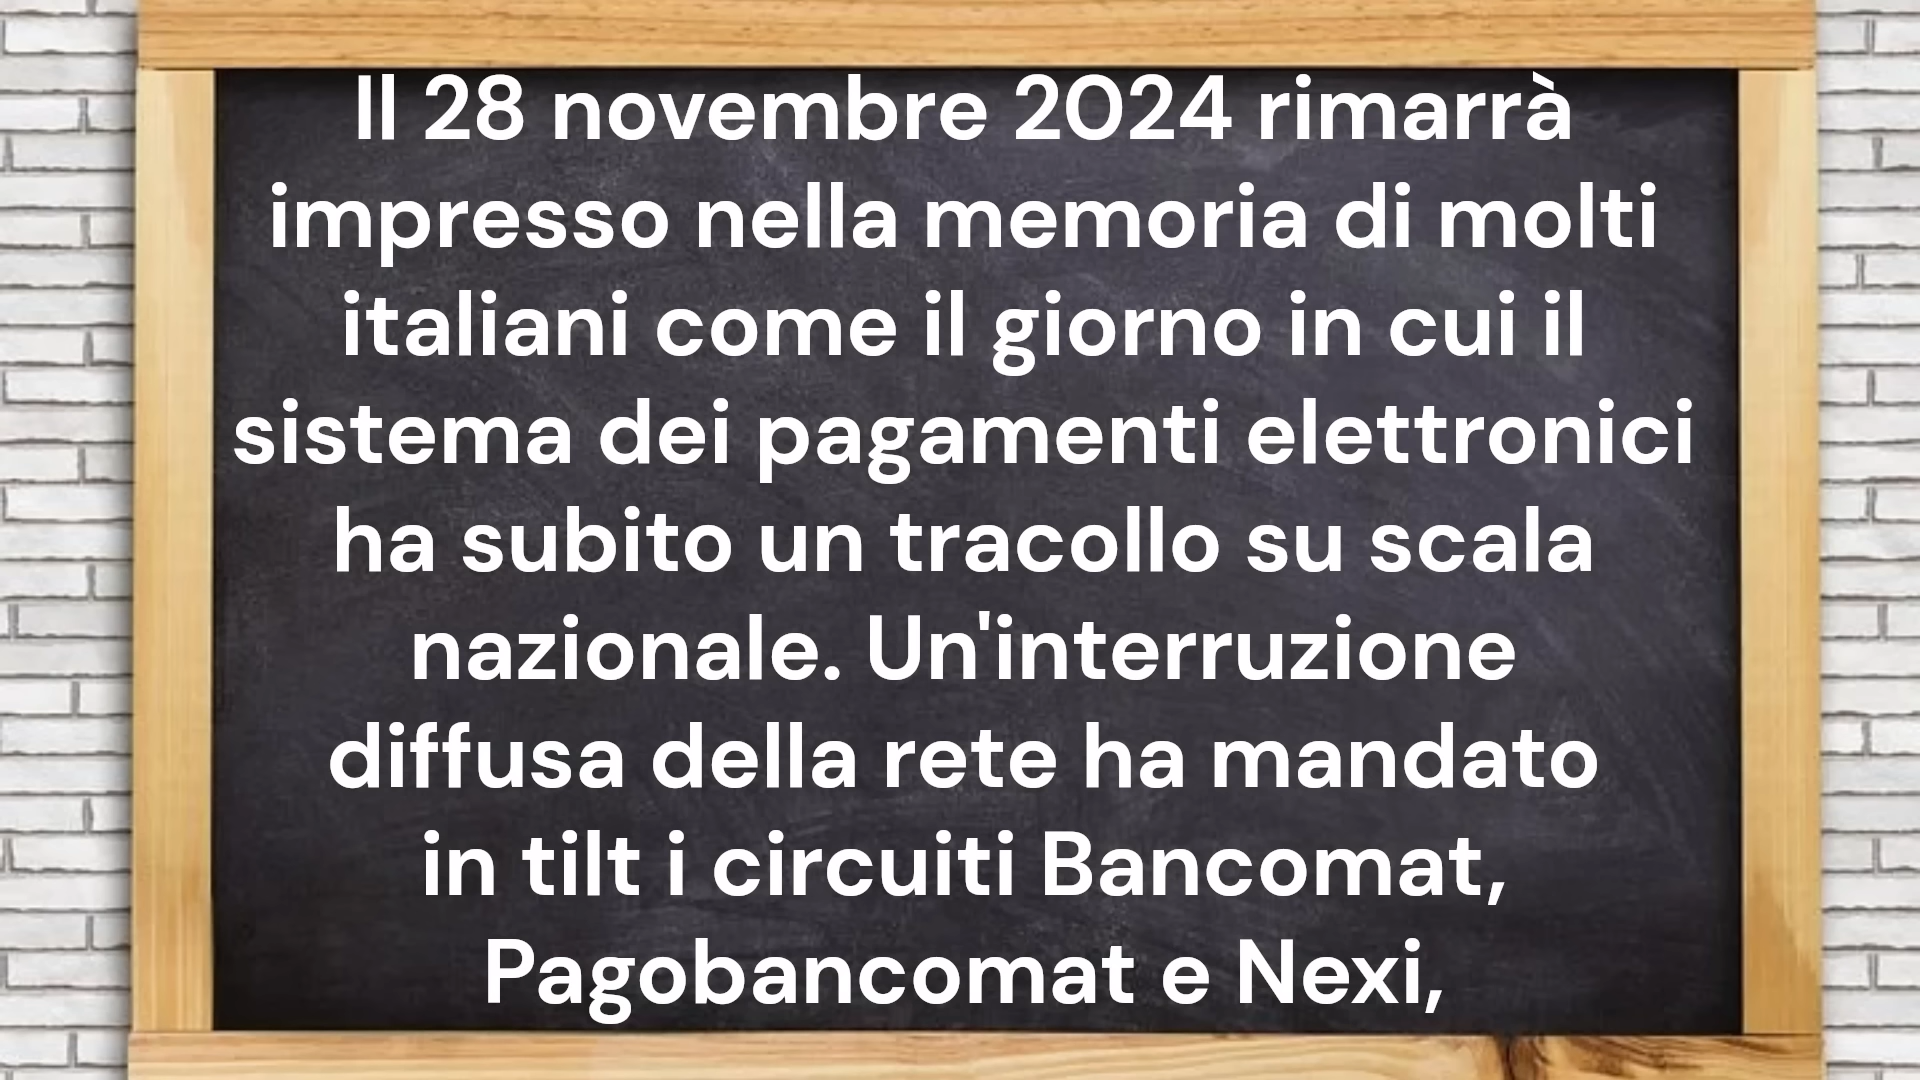 Il 28 novembre 2024 rimarrà
impresso nella memoria di molti
italiani come il giorno in cui il
sistema dei pagamenti elettronici
ha subito un tracollo su scala
nazionale. Un'interruzione
diffusa della rete ha mandato
in tilt i circuiti Bancomat,
Pagobancomat e Nexi,